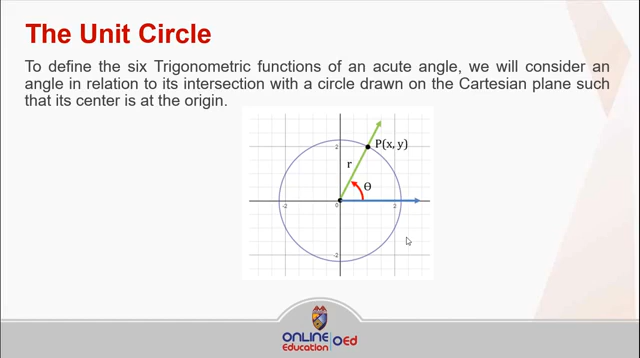 The Unit Circle
To define the six Trigonometric functions of an acute angle, we will consider an
angle in relation to its intersection with a circle drawn on the Cartesian plane such
that its center is at the origin.
2
P(x, y)
r
Θ
-2
0
2
-2
ONLINE
Education
OEd